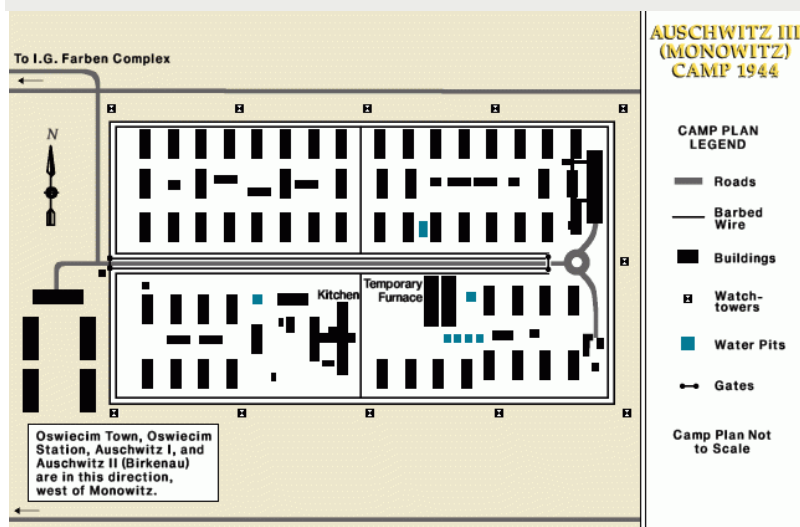 To I.G. Farben Complex
N
Kitchen
Temporary
Furnace
Oswiecim Town, Oswiecim
Station, Auschwitz I, and
Auschwitz II (Birkenau)
are in this direction,
west of Monowitz.
AUSCHWITZ III
(MONOWITZ)
CAMP 1944
CAMP PLAN
LEGEND
Roads
Barbed
Wire
Buildings
Watch-
towers
Water Pits
Gates
Camp Plan Not
to Scale